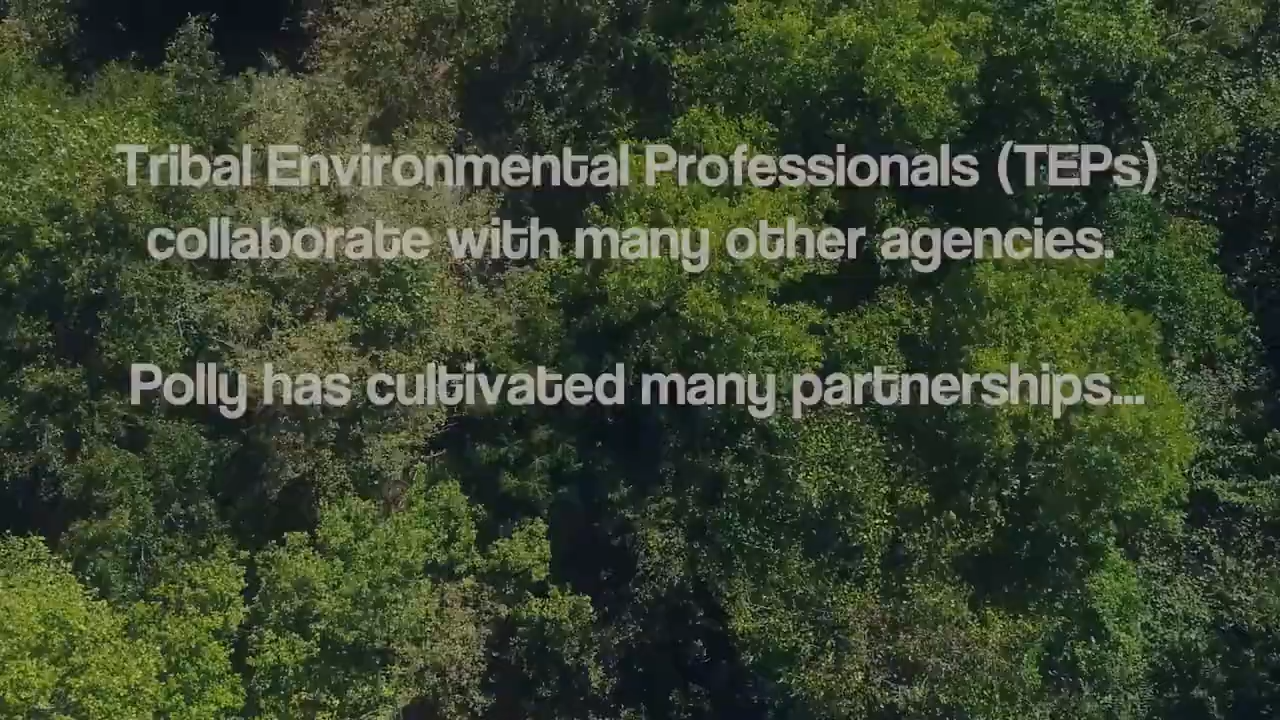 Tribal Environmental Professionals (TEPs)
collaborate with many other agencies.
Polly has cultivated many partnerships...